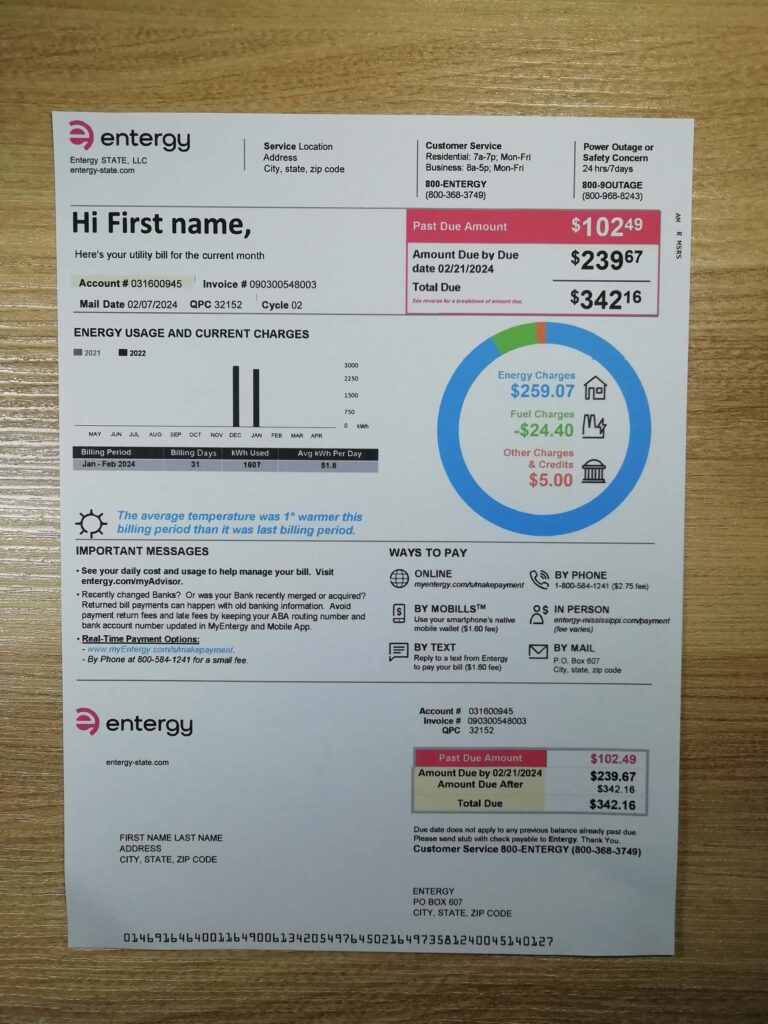 entergy
Entergy STATE, LLC
entergy-state.com
Service Location
Address
City, state, zip code
Customer Service
Residential: 7a-7p; Mon-Fri
Business: 8a-5p; Mon-Fri
800-ENTERGY
(800-368-3749)
Power Outage or
Safety Concern
24 hrs/7days
800-9OUTAGE
(800-968-8243)
AM R MSRS
Hi First name,
Here's your utility bill for the current month
Account # 031600945 Invoice # 090300548003
Mail Date 02/07/2024 QPC 32152 Cycle 02
Past Due Amount $102.49
Amount Due by Due
date 02/21/2024 $239.67
Total Due $342.16
See reverse for a breakdown of amount due.
ENERGY USAGE AND CURRENT CHARGES
2021 2022
3000
2250
1500
750
0 kWh
MAY JUN JUL AUG SEP OCT NOV DEC JAN FEB MAR APR
Billing Period Billing Days kWh Used Avg kWh Per Day
Jan - Feb 2024 31 1607 51.8
Energy Charges
$259.07
Fuel Charges
-$24.40
Other Charges
& Credits
$5.00
The average temperature was 1° warmer this
billing period than it was last billing period.
IMPORTANT MESSAGES
• See your daily cost and usage to help manage your bill. Visit
entergy.com/myAdvisor.
• Recently changed Banks? Or was your Bank recently merged or acquired?
Returned bill payments can happen with old banking information. Avoid
payment return fees and late fees by keeping your ABA routing number and
bank account number updated in MyEntergy and Mobile App.
• Real-Time Payment Options:
- www.myEntergy.com/s/makepayment.
- By Phone at 800-584-1241 for a small fee.
WAYS TO PAY
ONLINE
myentergy.com/s/makepayment
BY PHONE
1-800-584-1241 ($2.75 fee)
BY MOBILLS™
Use your smartphone's native
mobile wallet ($1.60 fee)
IN PERSON
entergy-mississippi.com/payment
(fee varies)
BY TEXT
Reply to a text from Entergy
to pay your bill ($1.60 fee)
BY MAIL
P.O. Box 607
City, state, zip code
entergy
entergy-state.com
Account # 031600945
Invoice # 090300548003
QPC 32152
Past Due Amount $102.49
Amount Due by 02/21/2024 $239.67
Amount Due After $342.16
Total Due $342.16
Due date does not apply to any previous balance already past due.
Please send stub with check payable to Entergy. Thank You.
Customer Service 800-ENTERGY (800-368-3749)
FIRST NAME LAST NAME
ADDRESS
CITY, STATE, ZIP CODE
ENTERGY
PO BOX 607
CITY, STATE, ZIP CODE
014691646400116490061342054976450216497358124004514012​7